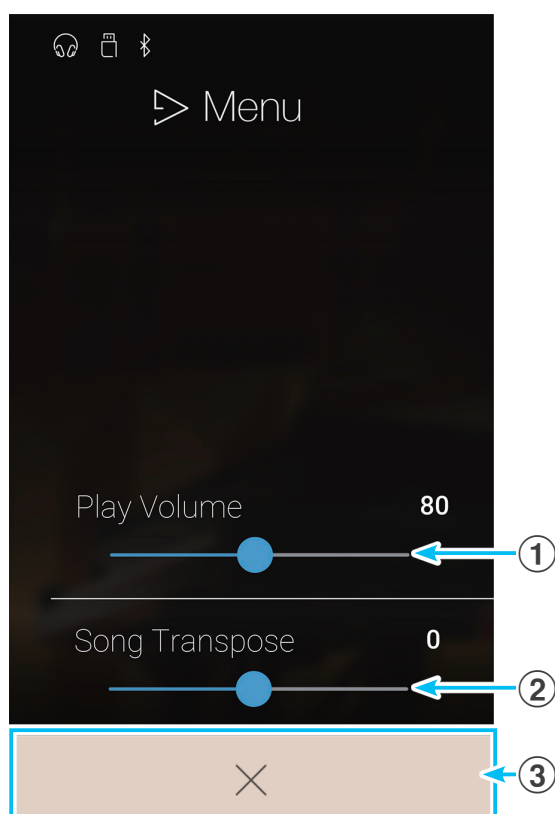 Menu
Play Volume 80
①
Song Transpose 0
②
③